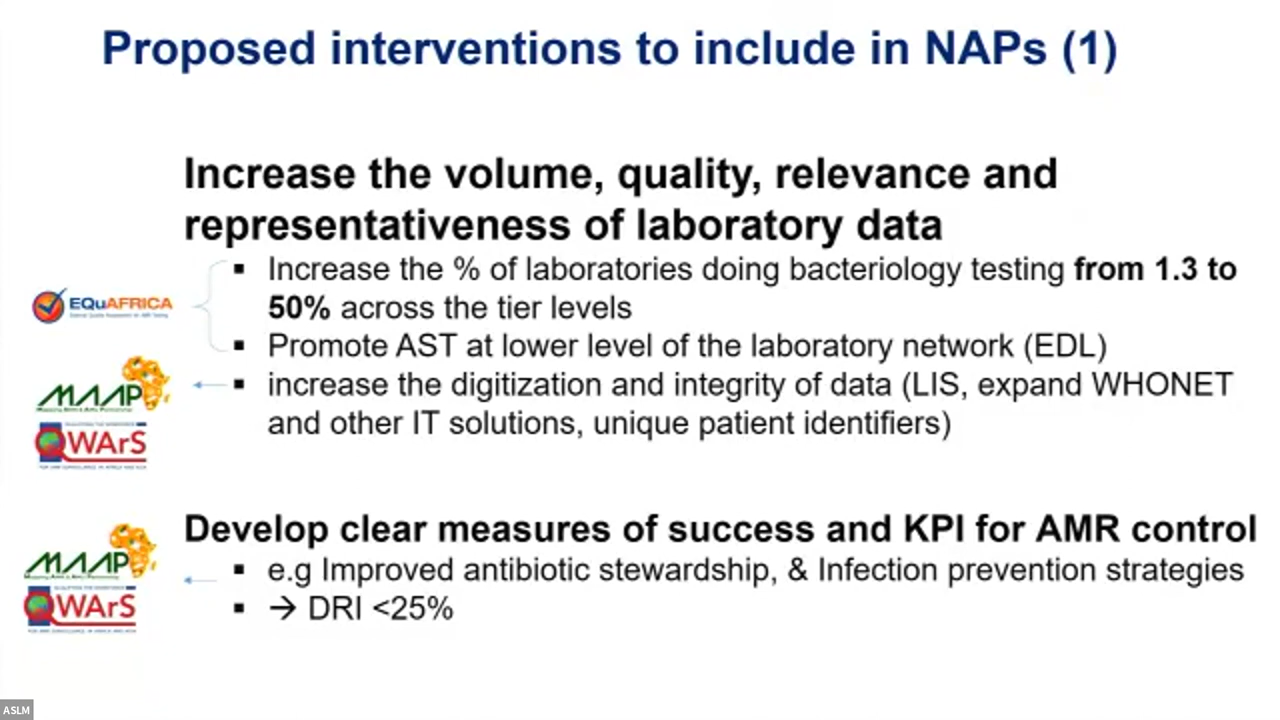 Proposed interventions to include in NAPs (1)
Increase the volume, quality, relevance and
representativeness of laboratory data
▪ Increase the % of laboratories doing bacteriology testing from 1.3 to
50% across the tier levels
▪ Promote AST at lower level of the laboratory network (EDL)
▪ increase the digitization and integrity of data (LIS, expand WHONET
and other IT solutions, unique patient identifiers)
EQuAFRICA
MAAP
QWArS
Develop clear measures of success and KPI for AMR control
▪ e.g Improved antibiotic stewardship, & Infection prevention strategies
▪ → DRI <25%
MAAP
QWArS
ASLM